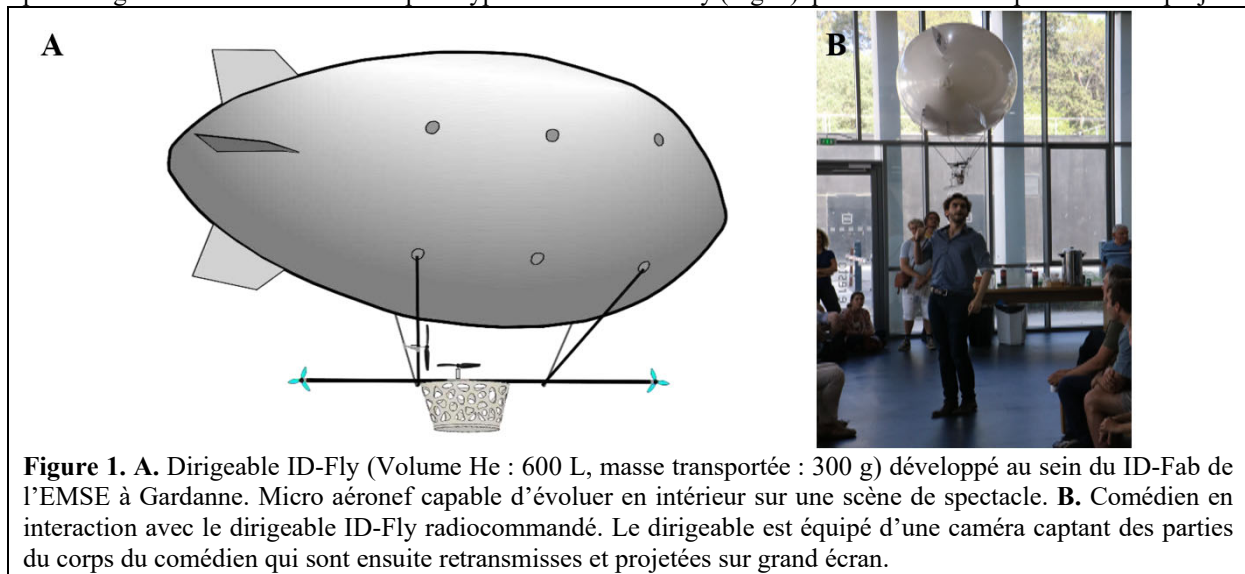 A
B
Figure 1. A. Dirigeable ID-Fly (Volume He : 600 L, masse transportée : 300 g) développé au sein du ID-Fab de
l’EMSE à Gardanne. Micro aéronef capable d’évoluer en intérieur sur une scène de spectacle. B. Comédien en
interaction avec le dirigeable ID-Fly radiocommandé. Le dirigeable est équipé d’une caméra captant des parties
du corps du comédien qui sont ensuite retransmises et projetées sur grand écran.